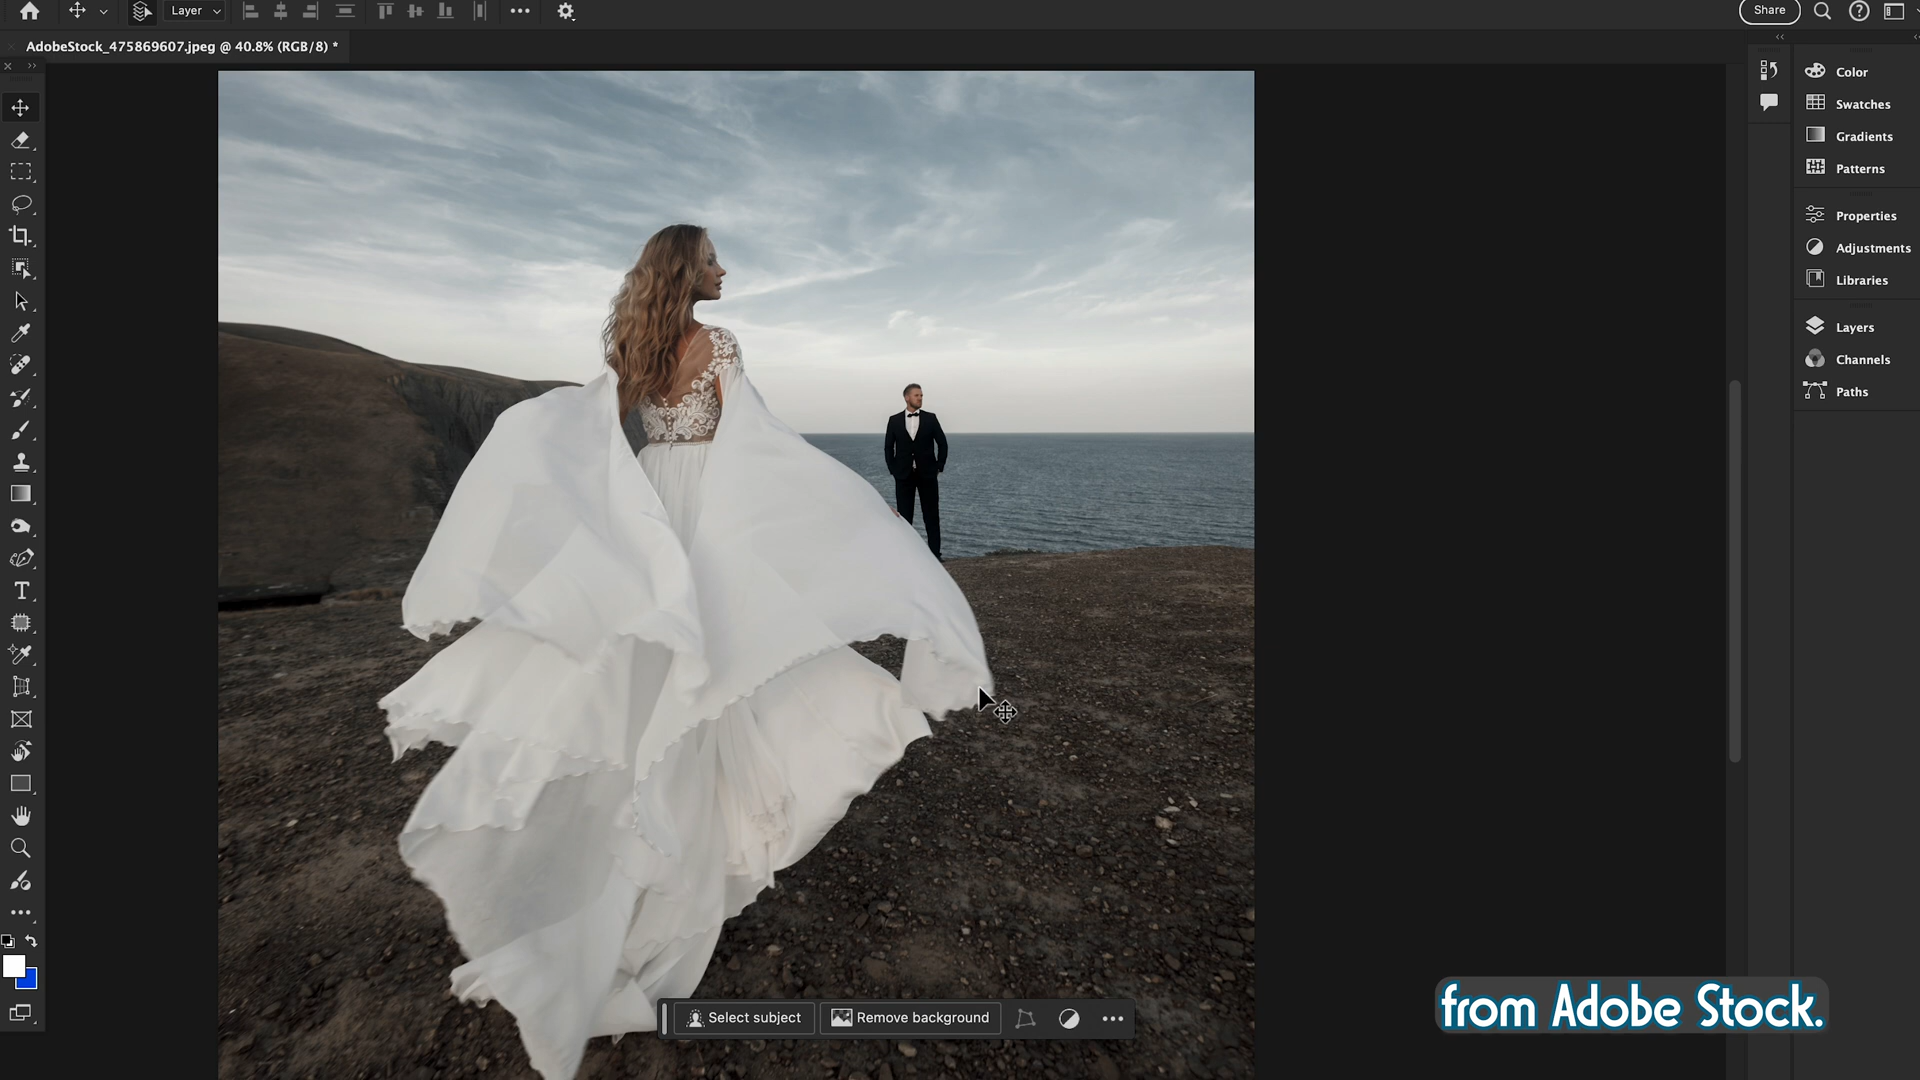 Layer
Share
AdobeStock_475869607.jpeg @ 40.8% (RGB/8) *
Color
Swatches
Gradients
Patterns
Properties
Adjustments
Libraries
Layers
Channels
Paths
Select subject
Remove background
from Adobe Stock.